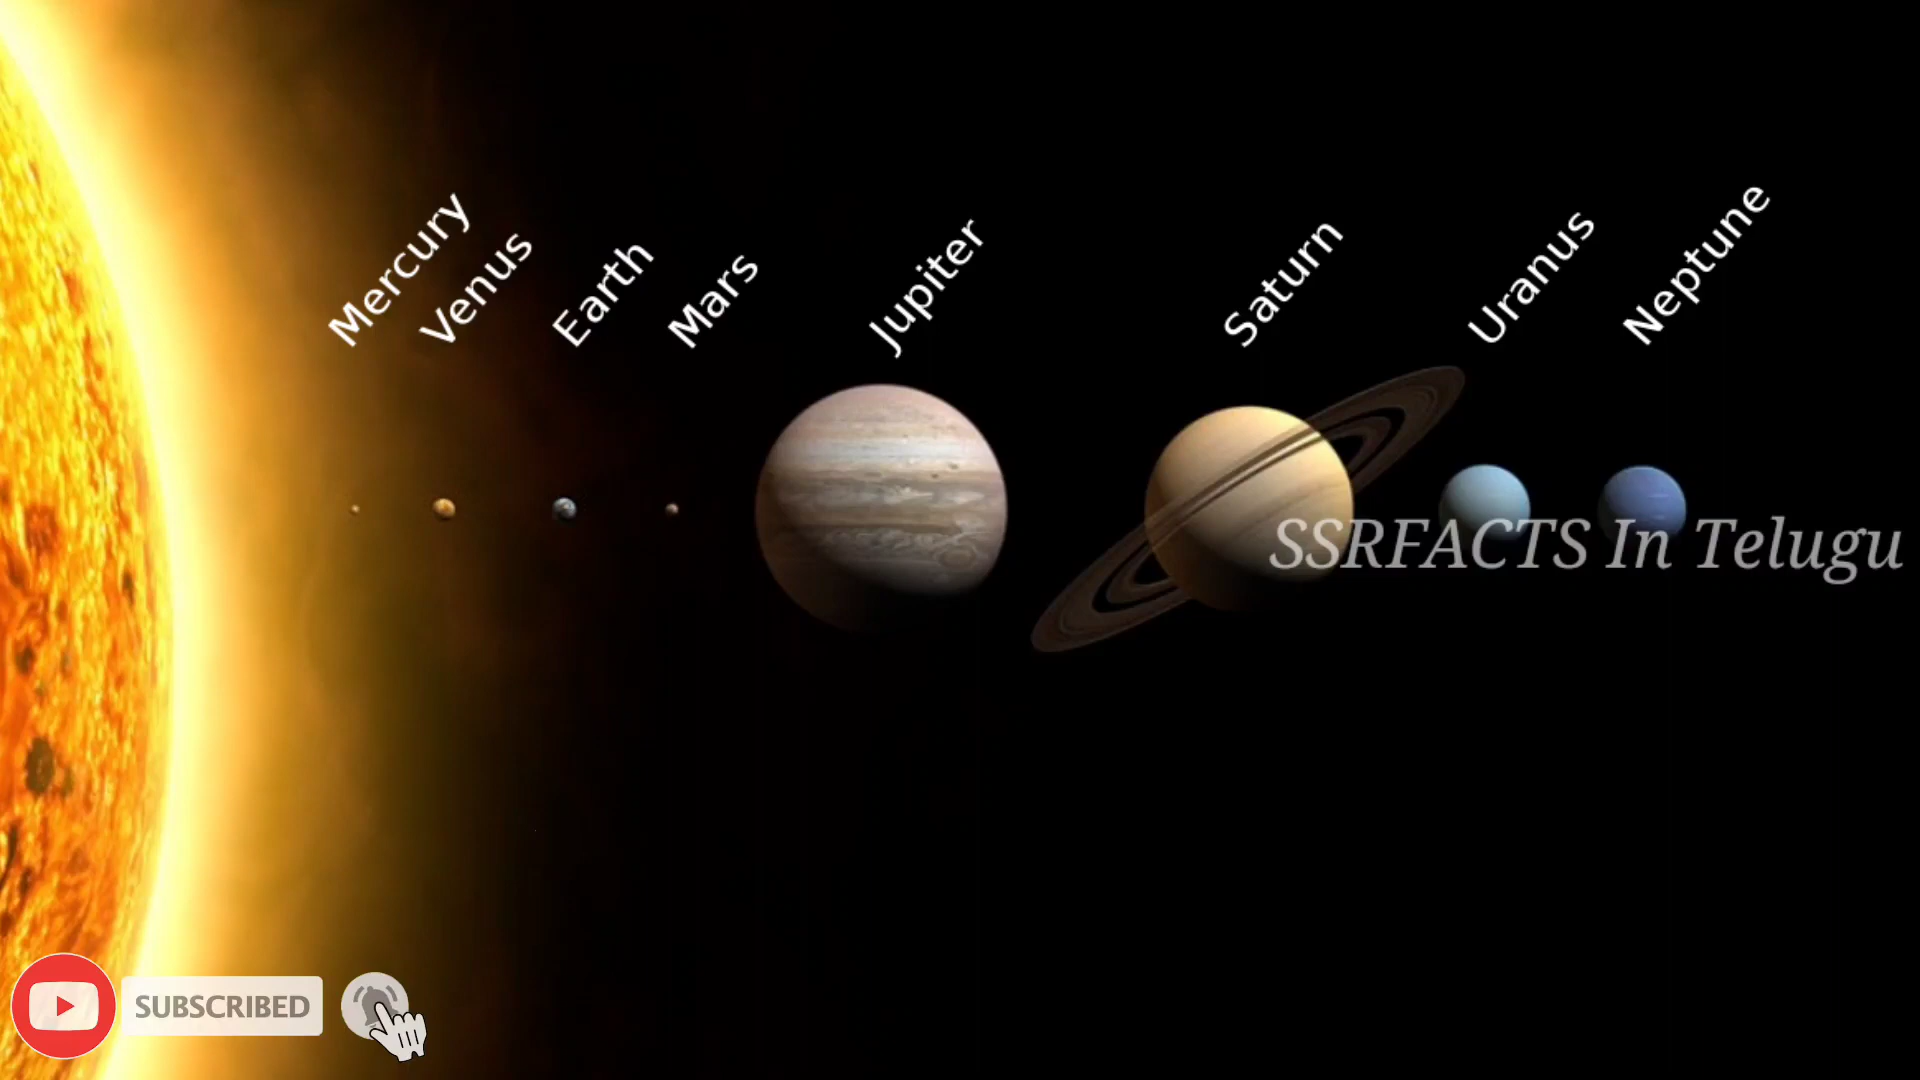 Mercury
Venus
Earth
Mars
Jupiter
Saturn
Uranus
Neptune
SSRFACTS In Telugu
SUBSCRIBED